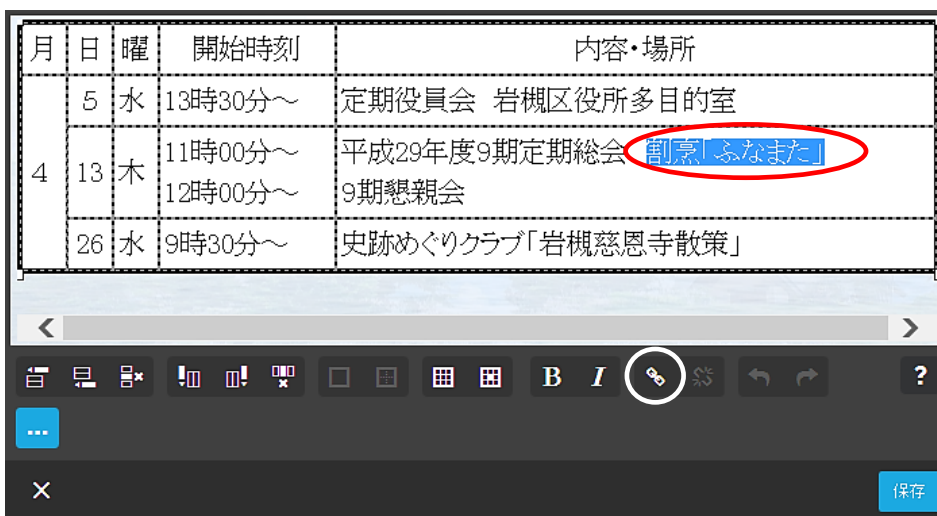 月 日 曜 開始時刻 内容・場所
5 水 13時30分～ 定期役員会 岩槻区役所多目的室
4 13 木 11時00分～ 平成29年度9期定期総会 割烹「ふなまた」
12時00分～ 9期懇親会
26 水 9時30分～ 史跡めぐりクラブ「岩槻慈恩寺散策」
B I ?
...
保存